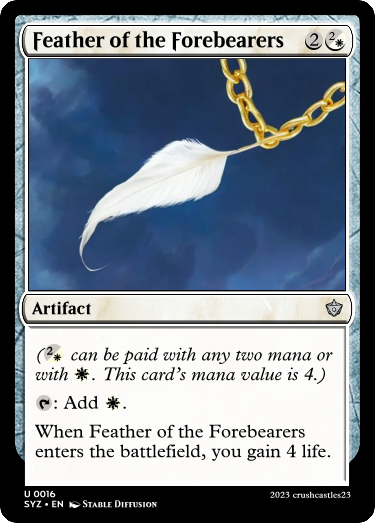 Feather of the Forebearers 2 2
Artifact
(2 can be paid with any two mana or
with . This card's mana value is 4.)
: Add .
When Feather of the Forebearers
enters the battlefield, you gain 4 life.
U 0016
SYZ • EN Stable Diffusion
2023 crushcastles23